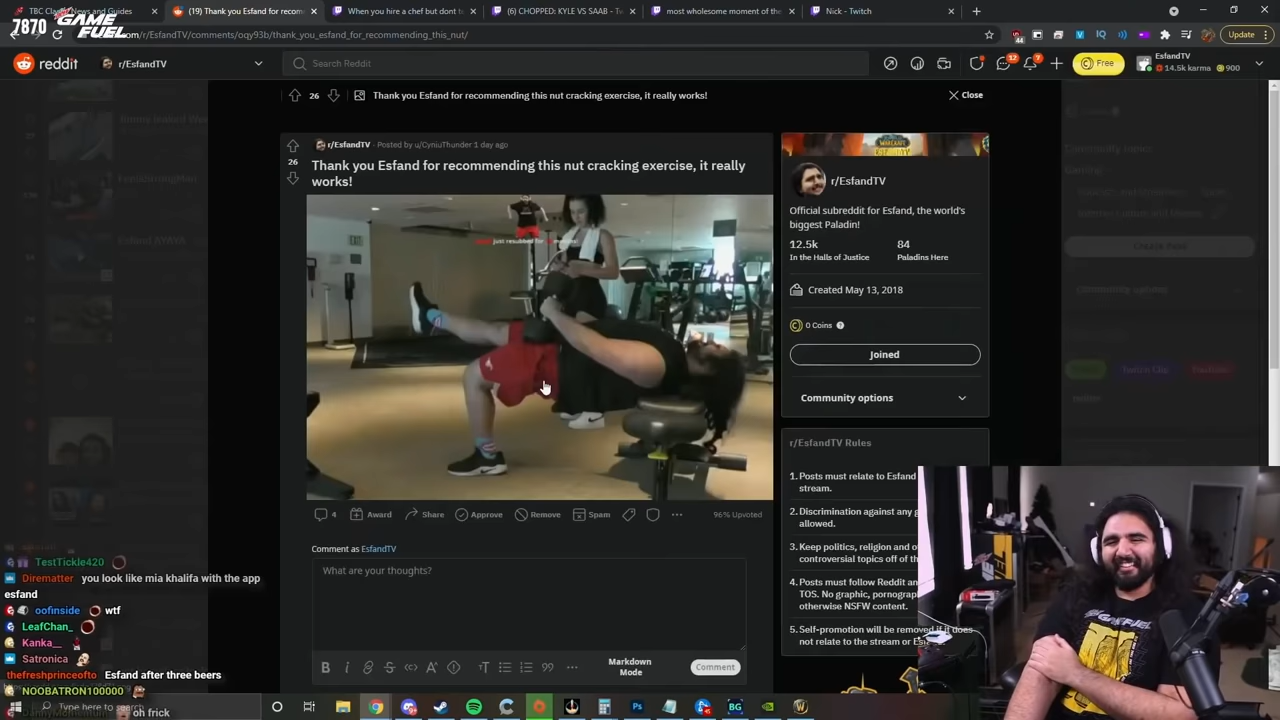 TBC Classic News and Guides
(19) Thank you Esfand for recom
When you hire a chef but don't
(6) CHOPPED: KYLE VS SAAB - Tw
most wholesome moment of the
Nick - Twitch
7870
GAME FUEL
r/EsfandTV/comments/oqy93b/thank_you_esfand_for_recommending_this_nut/
Update
reddit
r/EsfandTV
Search Reddit
Free
EsfandTV
14.5k karma
900
26
Thank you Esfand for recommending this nut cracking exercise, it really works!
Close
r/EsfandTV · Posted by u/CyniuThunder 1 day ago
26
Thank you Esfand for recommending this nut cracking exercise, it really
works!
just resubbed for
4
Award
Share
Approve
Remove
Spam
96% Upvoted
Comment as EsfandTV
What are your thoughts?
Markdown
Mode
Comment
r/EsfandTV
Official subreddit for Esfand, the world's
biggest Paladin!
12.5k
84
In the Halls of Justice
Paladins Here
Created May 13, 2018
0 Coins
Joined
Community options
r/EsfandTV Rules
1. Posts must relate to Esfand
stream.
2. Discrimination against any
allowed.
3. Keep politics, religion and
controversial topics off of
4. Posts must follow Reddit
TOS. No graphic,
otherwise NSFW content.
5. Self-promotion will be removed if it does
not relate to the stream or
TestTickle420
Dirematter you look like mia khalifa with the app
esfand
oofinside wtf
LeafChan_
Kanka__
Satronica
thefreshprinceofto Esfand after three beers
NOOBATRON100000
oh frick
Type here to search